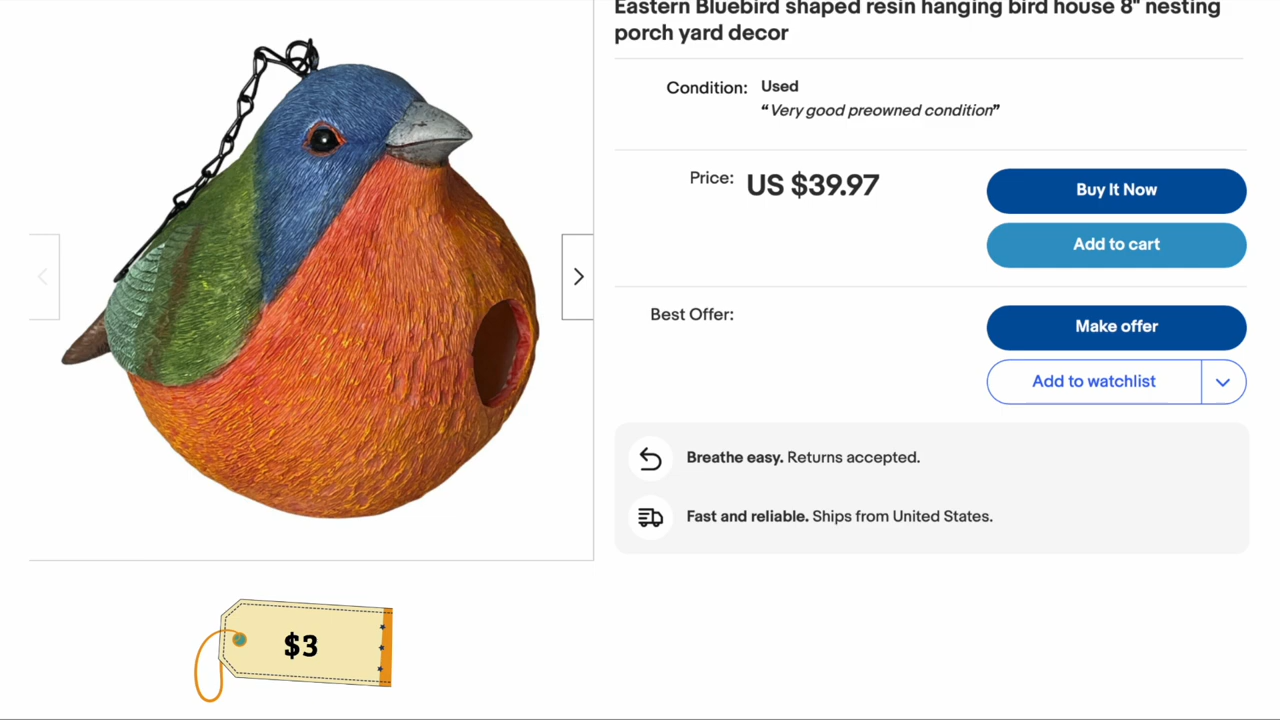 Eastern Bluebird shaped resin hanging bird house 8" nesting
porch yard decor
Condition: Used
“Very good preowned condition”
Price: US $39.97
Buy It Now
Add to cart
Best Offer:
Make offer
Add to watchlist
Breathe easy. Returns accepted.
Fast and reliable. Ships from United States.
$3